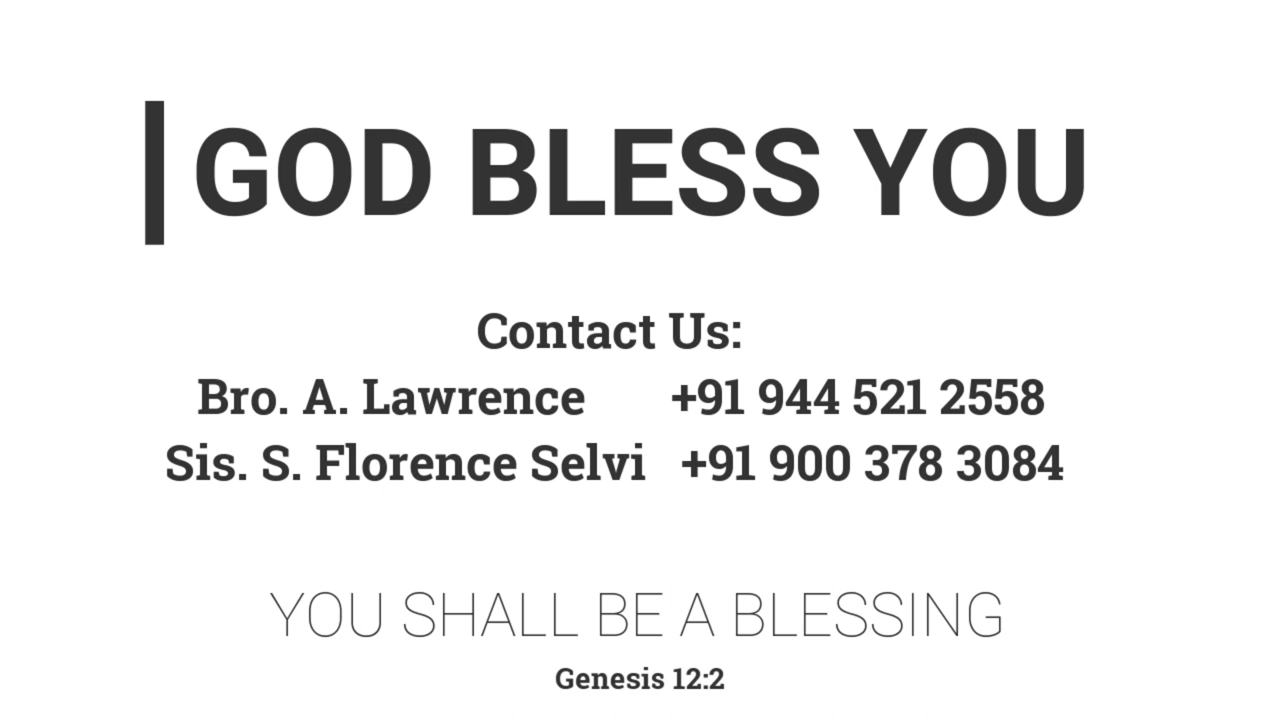 GOD BLESS YOU
Contact Us:
Bro. A. Lawrence +91 944 521 2558
Sis. S. Florence Selvi +91 900 378 3084
YOU SHALL BE A BLESSING
Genesis 12:2